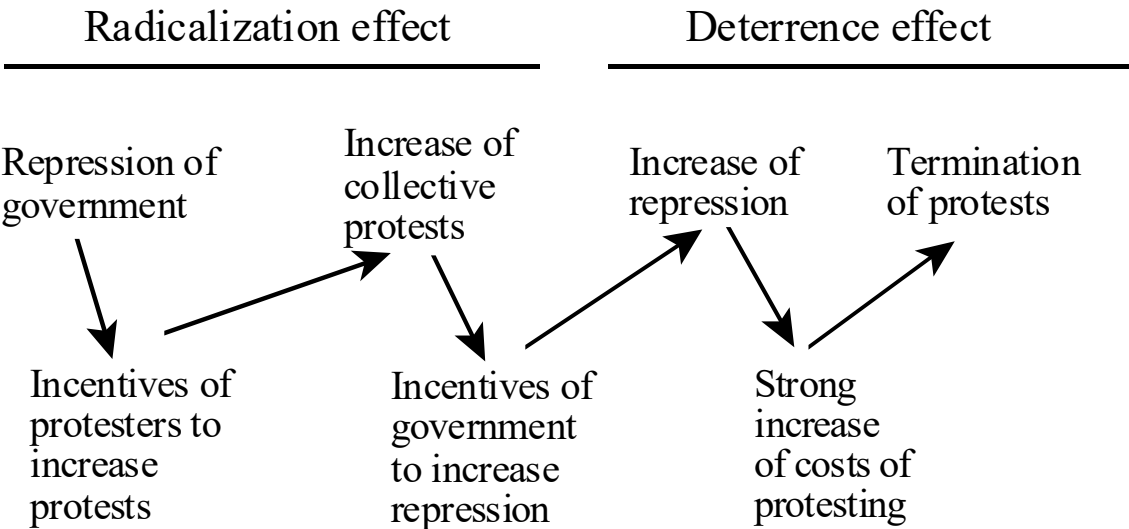 Radicalization effect
Deterrence effect
Repression of
government
Increase of
collective
protests
Increase of
repression
Termination
of protests
Incentives of
protesters to
increase
protests
Incentives of
government
to increase
repression
Strong
increase
of costs of
protesting